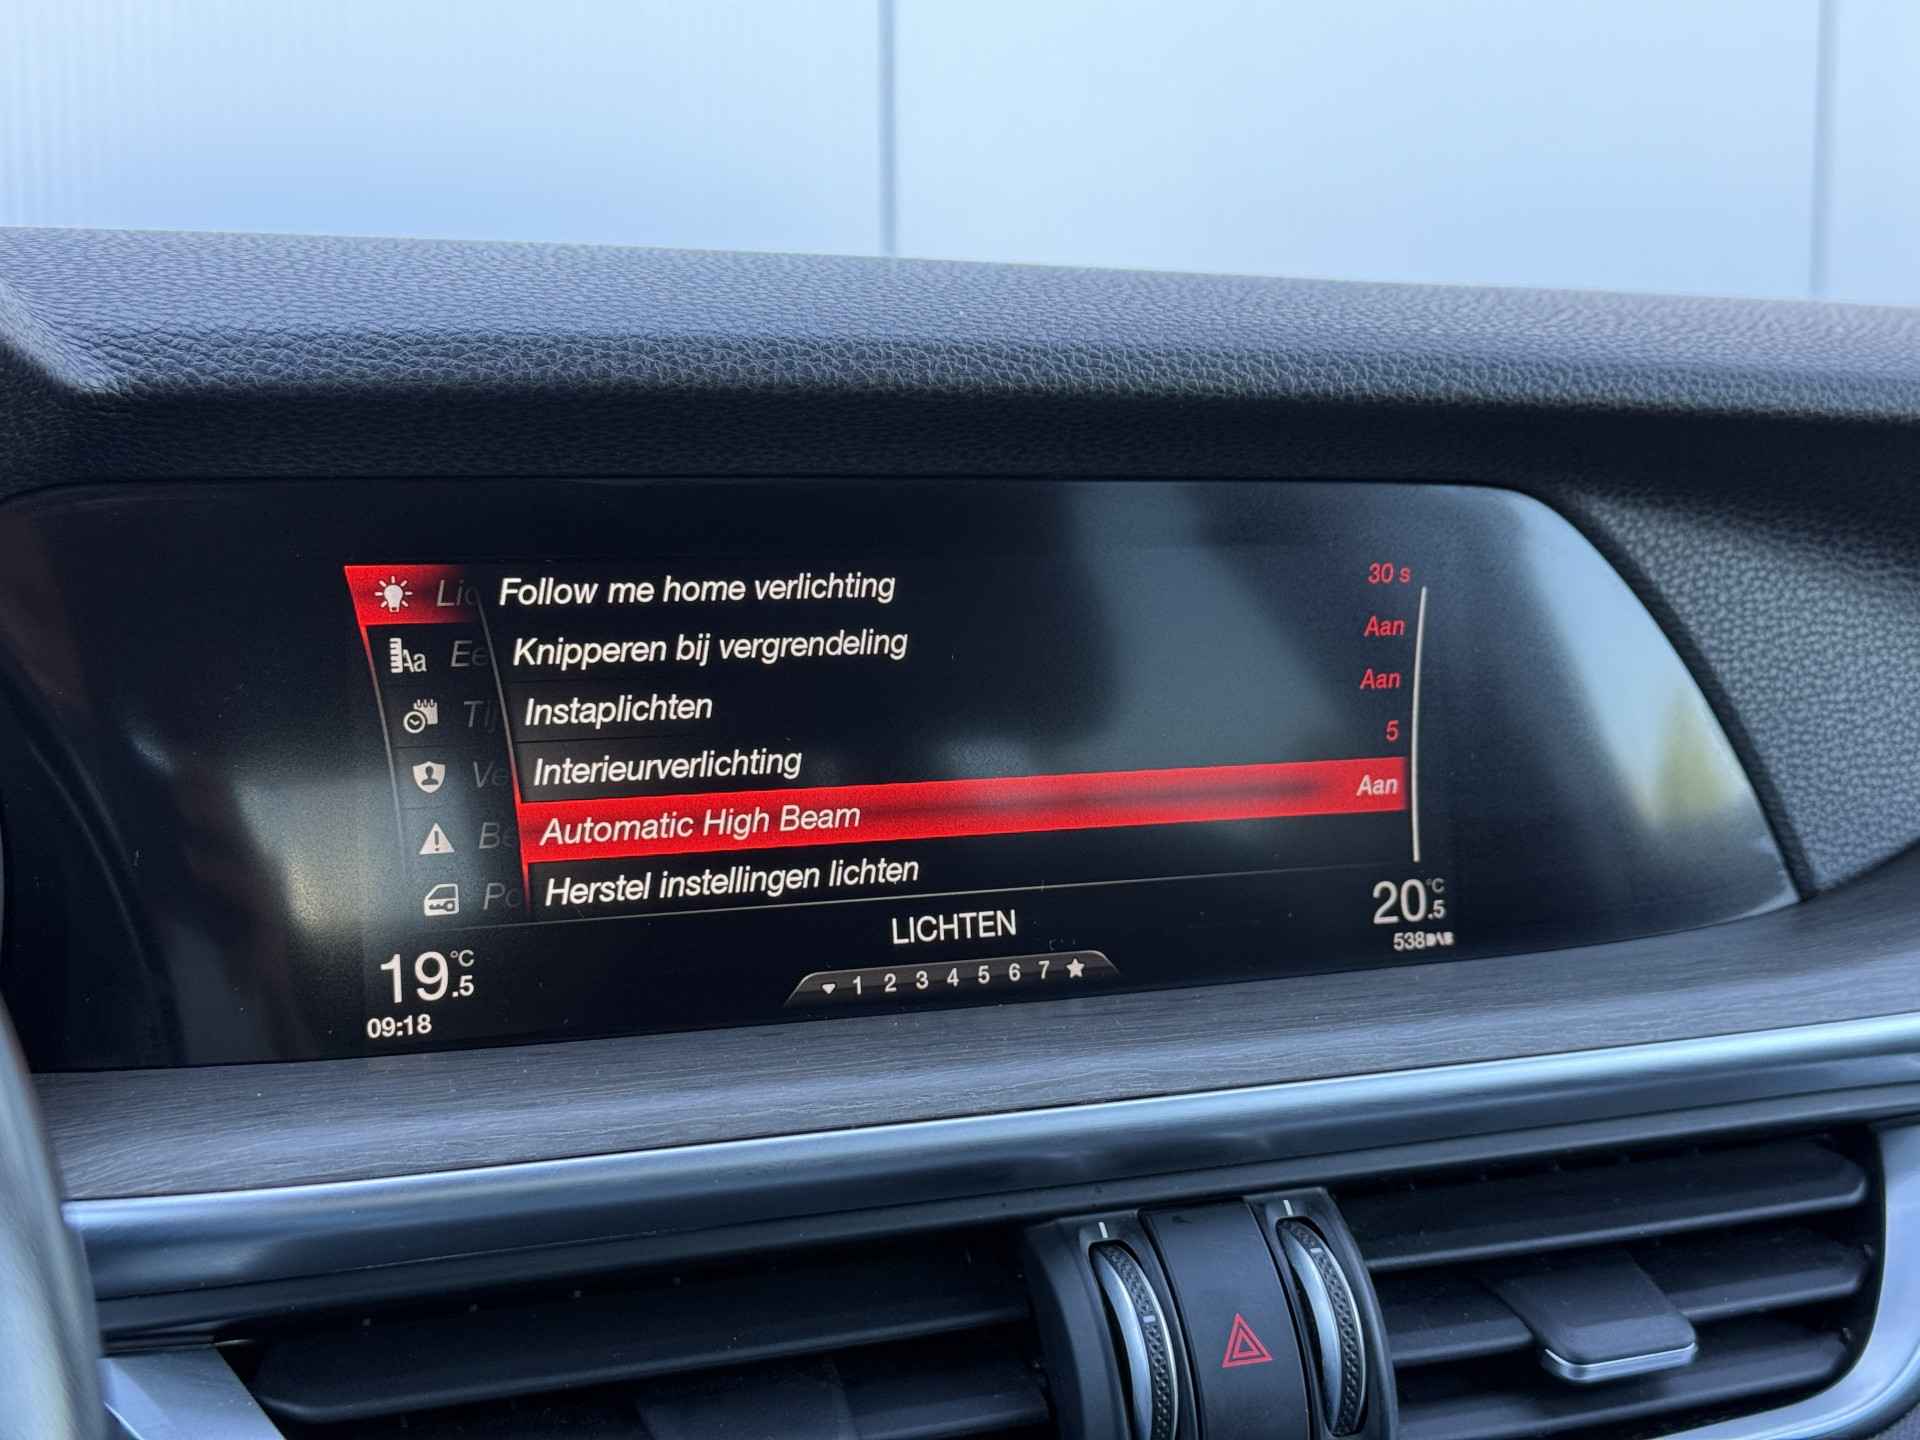 Follow me home verlichting 30 s
Knipperen bij vergrendeling Aan
Instaplichten Aan
Interieurverlichting 5
Automatic High Beam Aan
Herstel instellingen lichten
Aa
LICHTEN
19.5 °C
20.5 °C
09:18
1 2 3 4 5 6 7
538